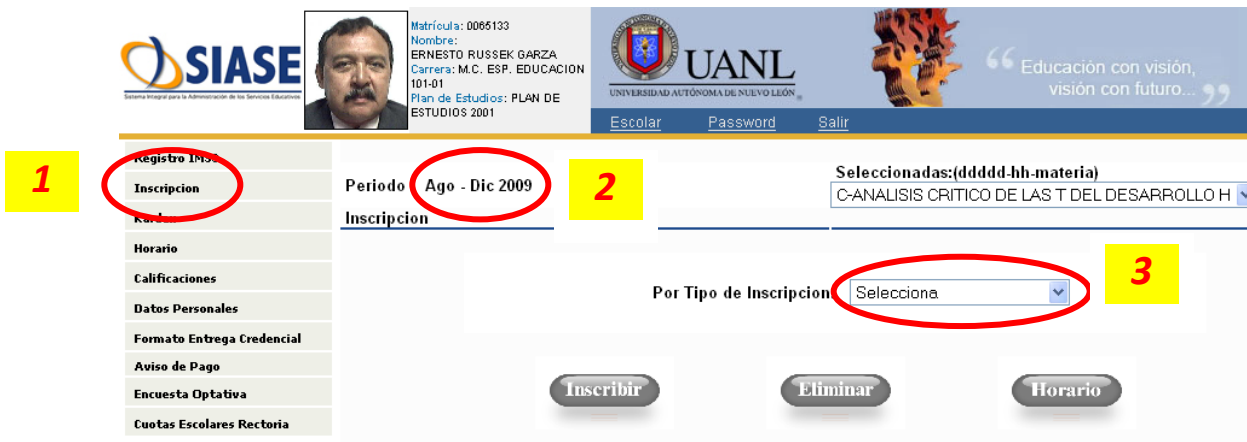 SIASE
Sistema Integral para la Administración de los Servicios Educativos
Matrícula: 0065133
Nombre:
ERNESTO RUSSEK GARZA
Carrera: M.C. ESP. EDUCACION
101-01
Plan de Estudios: PLAN DE
ESTUDIOS 2001
UANL
UNIVERSIDAD AUTÓNOMA DE NUEVO LEÓN
“ Educación con visión,
visión con futuro... ”
Escolar Password Salir
1
Registro IMSS
Inscripcion
Kardex
Horario
Calificaciones
Datos Personales
Formato Entrega Credencial
Aviso de Pago
Encuesta Optativa
Cuotas Escolares Rectoria
Periodo Ago - Dic 2009
2
Seleccionadas:(ddddd-hh-materia)
C-ANALISIS CRITICO DE LAS T DEL DESARROLLO H
Inscripcion
Por Tipo de Inscripcion: Selecciona
3
Inscribir Eliminar Horario